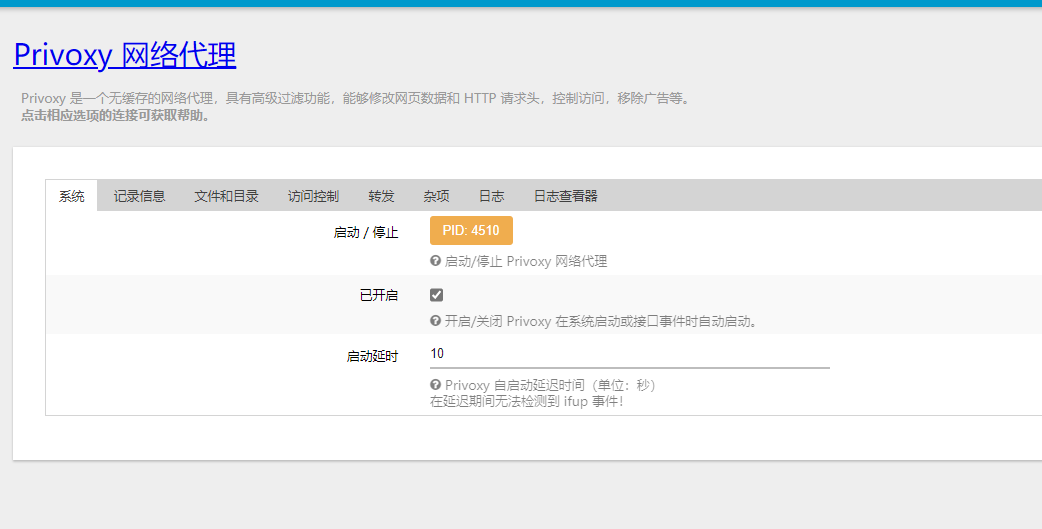 Privoxy 网络代理
Privoxy 是一个无缓存的网络代理，具有高级过滤功能，能够修改网页数据和 HTTP 请求头，控制访问，移除广告等。
点击相应选项的连接可获取帮助。
系统 记录信息 文件和目录 访问控制 转发 杂项 日志 日志查看器
启动 / 停止 PID: 4510
启动/停止 Privoxy 网络代理
已开启
开启/关闭 Privoxy 在系统启动或接口事件时自动启动。
启动延时 10
Privoxy 自启动延迟时间（单位：秒）
在延迟期间无法检测到 ifup 事件！